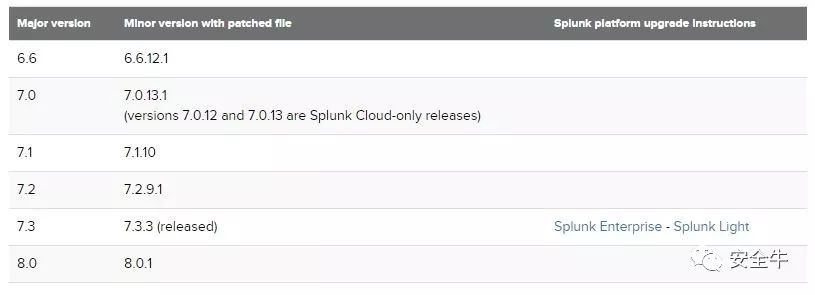 Major version Minor version with patched file Splunk platform upgrade instructions
6.6 6.6.12.1
7.0 7.0.13.1
(versions 7.0.12 and 7.0.13 are Splunk Cloud-only releases)
7.1 7.1.10
7.2 7.2.9.1
7.3 7.3.3 (released) Splunk Enterprise - Splunk Light
8.0 8.0.1
安全牛